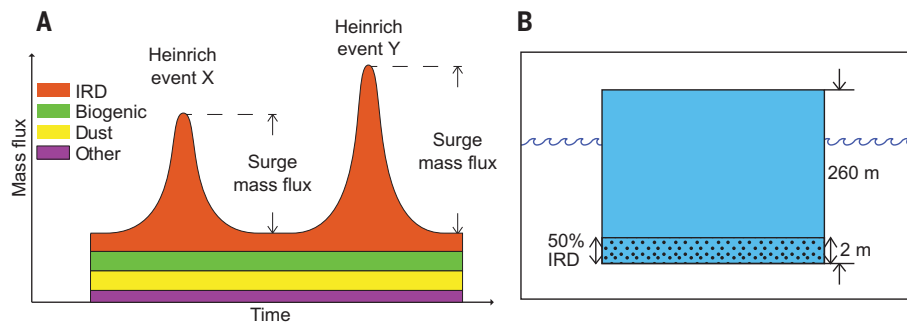 A
Heinrich
event X
Heinrich
event Y
IRD
Biogenic
Dust
Other
Surge
mass flux
Surge
mass flux
Mass flux
Time
B
260 m
50%
IRD
2 m